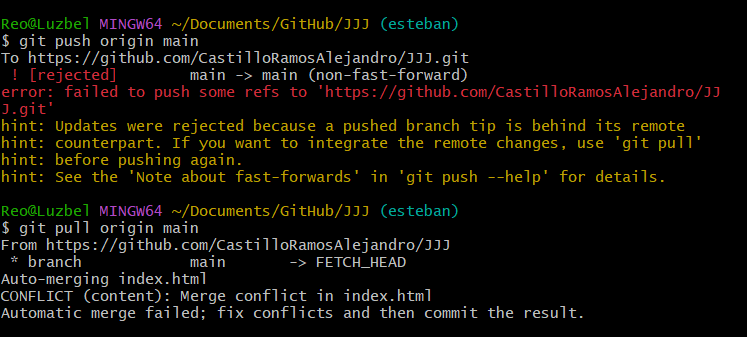 Reo@Luzbel MINGW64 ~/Documents/GitHub/JJJ (esteban)
$ git push origin main
To https://github.com/CastilloRamosAlejandro/JJJ.git
 ! [rejected]        main -> main (non-fast-forward)
error: failed to push some refs to 'https://github.com/CastilloRamosAlejandro/JJ
J.git'
hint: Updates were rejected because a pushed branch tip is behind its remote
hint: counterpart. If you want to integrate the remote changes, use 'git pull'
hint: before pushing again.
hint: See the 'Note about fast-forwards' in 'git push --help' for details.
Reo@Luzbel MINGW64 ~/Documents/GitHub/JJJ (esteban)
$ git pull origin main
From https://github.com/CastilloRamosAlejandro/JJJ
 * branch            main       -> FETCH_HEAD
Auto-merging index.html
CONFLICT (content): Merge conflict in index.html
Automatic merge failed; fix conflicts and then commit the result.